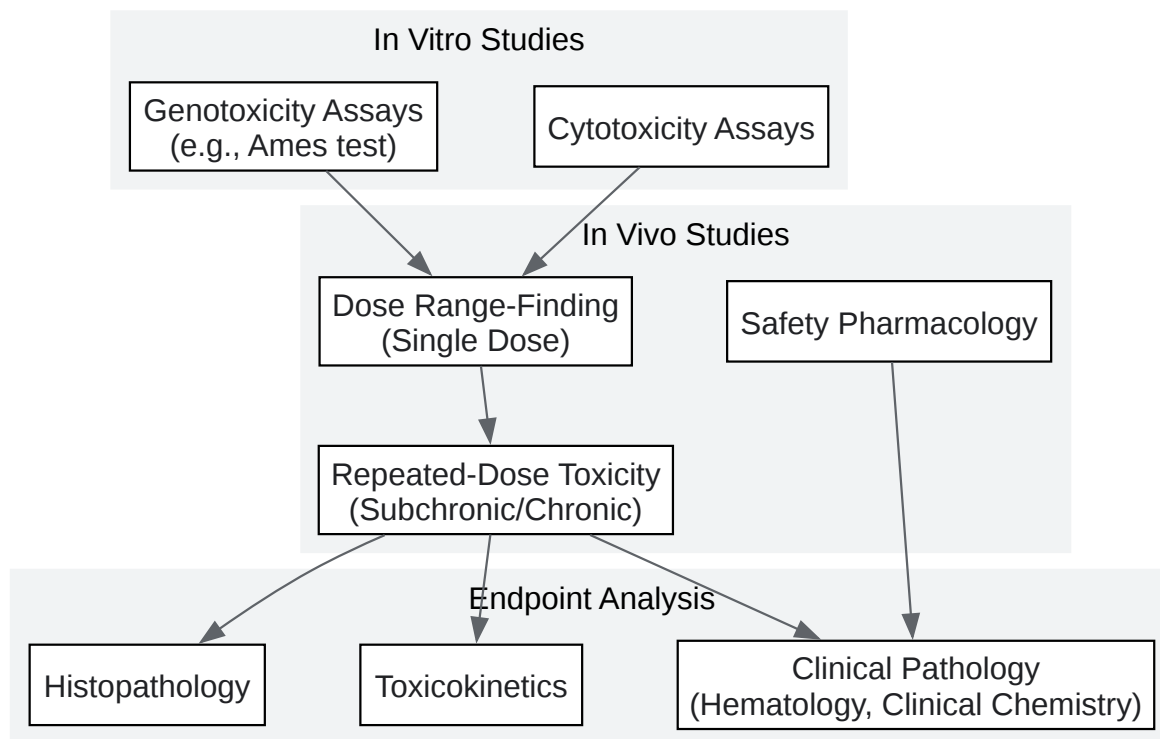 In Vitro Studies
Genotoxicity Assays
(e.g., Ames test)
Cytotoxicity Assays
In Vivo Studies
Dose Range-Finding
(Single Dose)
Safety Pharmacology
Repeated-Dose Toxicity
(Subchronic/Chronic)
Endpoint Analysis
Histopathology
Toxicokinetics
Clinical Pathology
(Hematology, Clinical Chemistry)